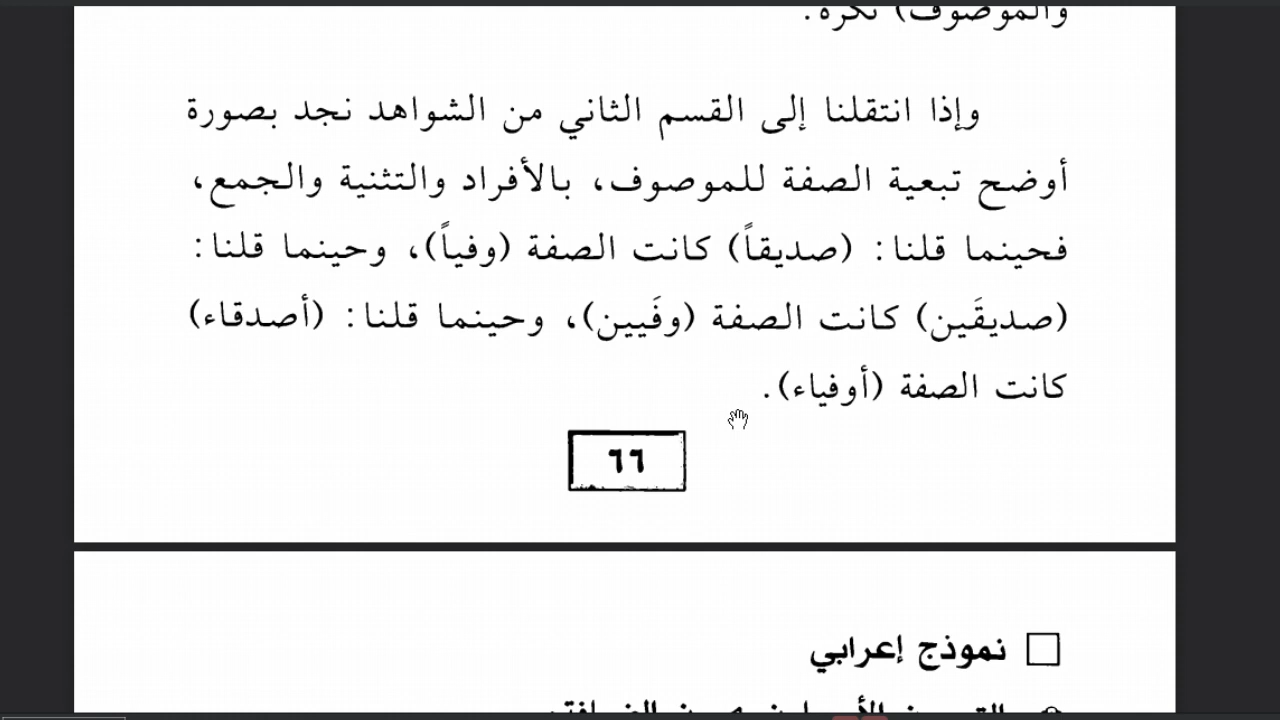 والموصوف) نكرة.
وإذا انتقلنا إلى القسم الثاني من الشواهد نجد بصورة
أوضح تبعية الصفة للموصوف، بالأفراد والتثنية والجمع،
فحينما قلنا: (صديقاً) كانت الصفة (وفياً)، وحينما قلنا:
(صديقَين) كانت الصفة (وفَيين)، وحينما قلنا: (أصدقاء)
كانت الصفة (أوفياء).
٦٦
نموذج إعرابي